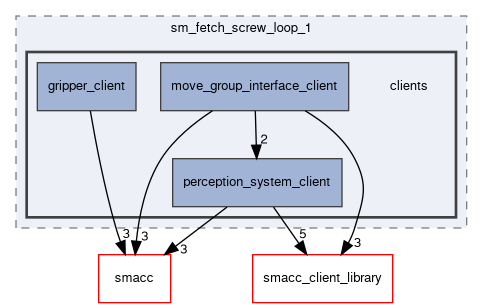 sm_fetch_screw_loop_1
gripper_client
move_group_interface_client
clients
2
perception_system_client
3
3
3
5
3
smacc
smacc_client_library